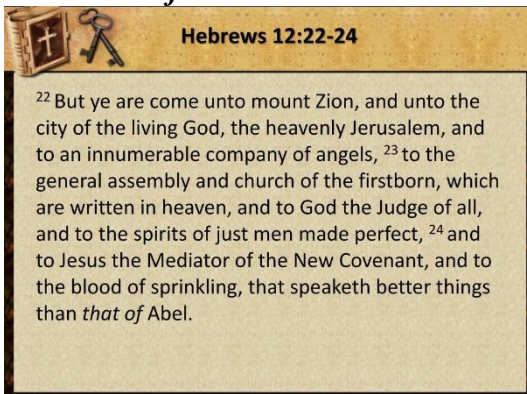 Hebrews 12:22-24
22 But ye are come unto mount Zion, and unto the
city of the living God, the heavenly Jerusalem, and
to an innumerable company of angels, 23 to the
general assembly and church of the firstborn, which
are written in heaven, and to God the Judge of all,
and to the spirits of just men made perfect, 24 and
to Jesus the Mediator of the New Covenant, and to
the blood of sprinkling, that speaketh better things
than that of Abel.